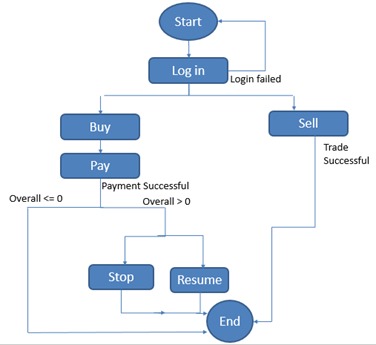 Start
Log in
Login failed
Buy
Sell
Pay
Trade
Successful
Payment Successful
Overall <= 0
Overall > 0
Stop
Resume
End